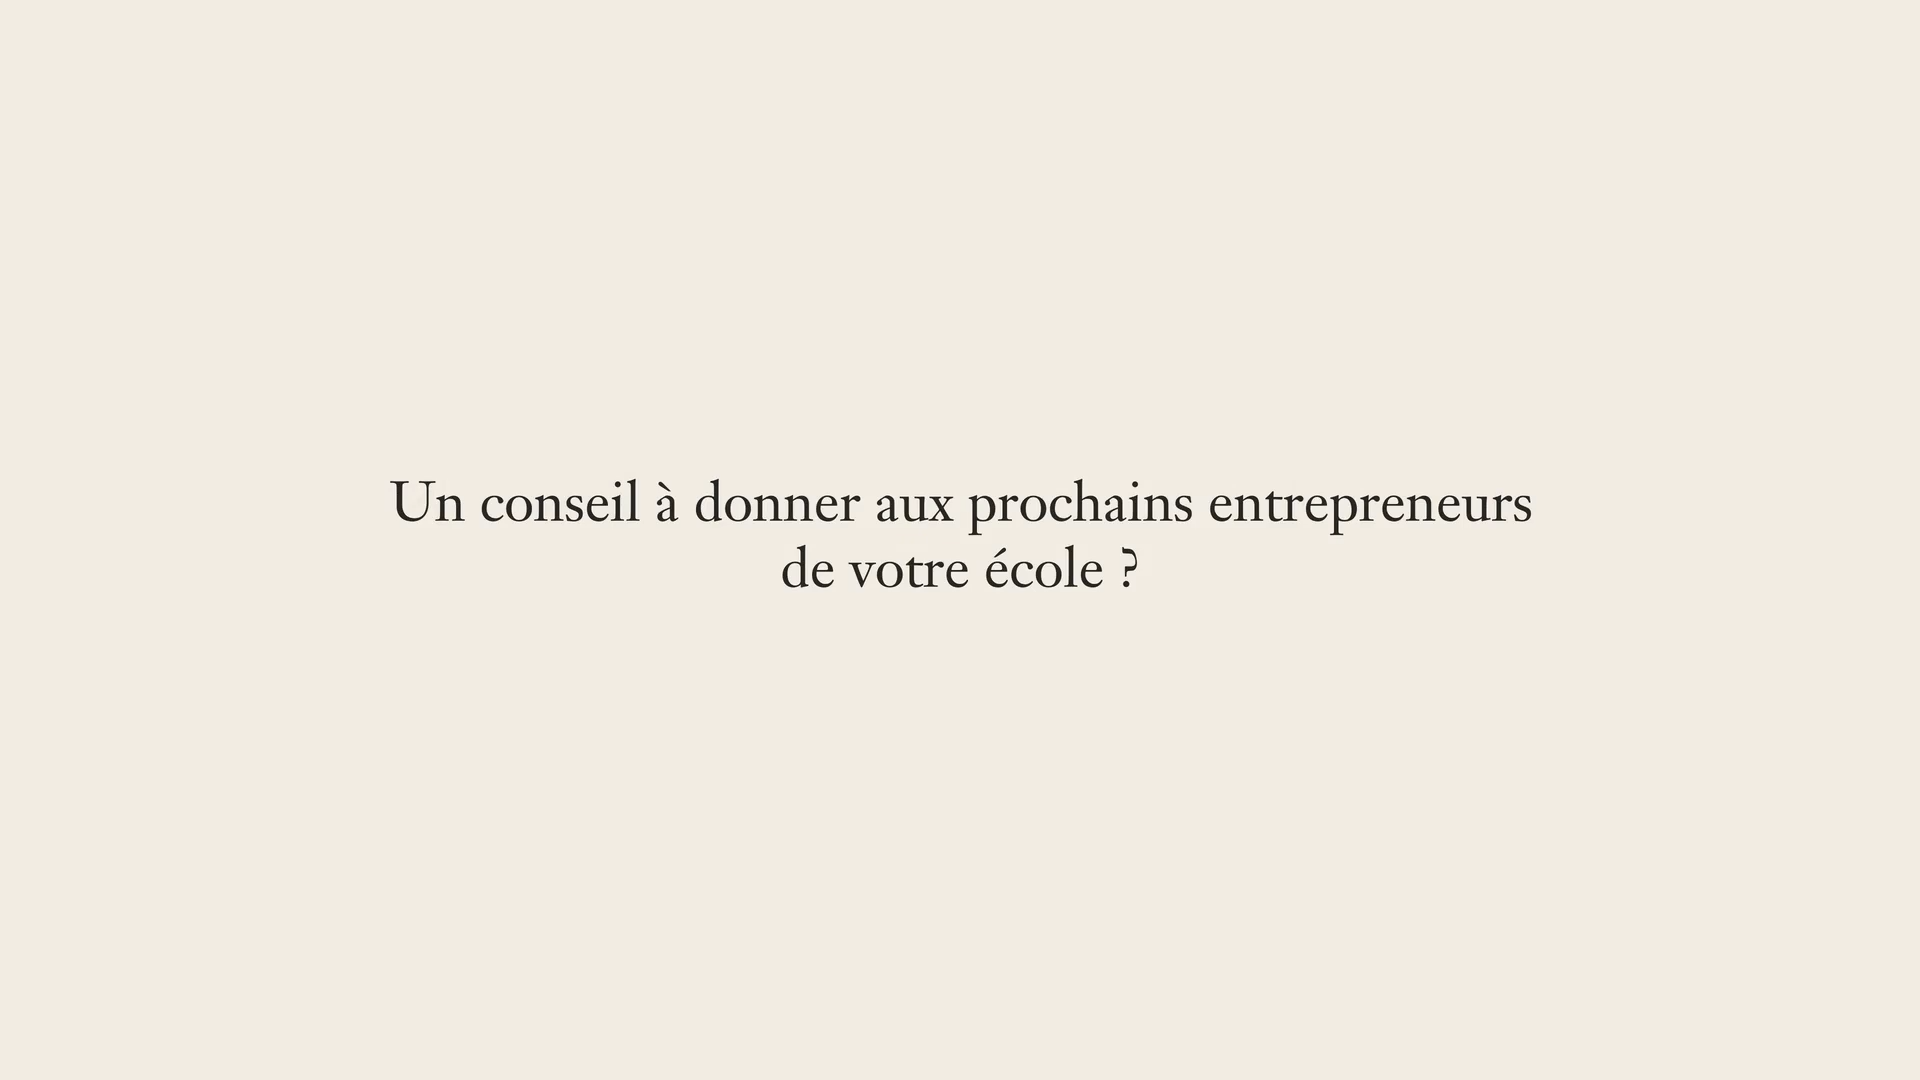 Un conseil à donner aux prochains entrepreneurs
de votre école ?